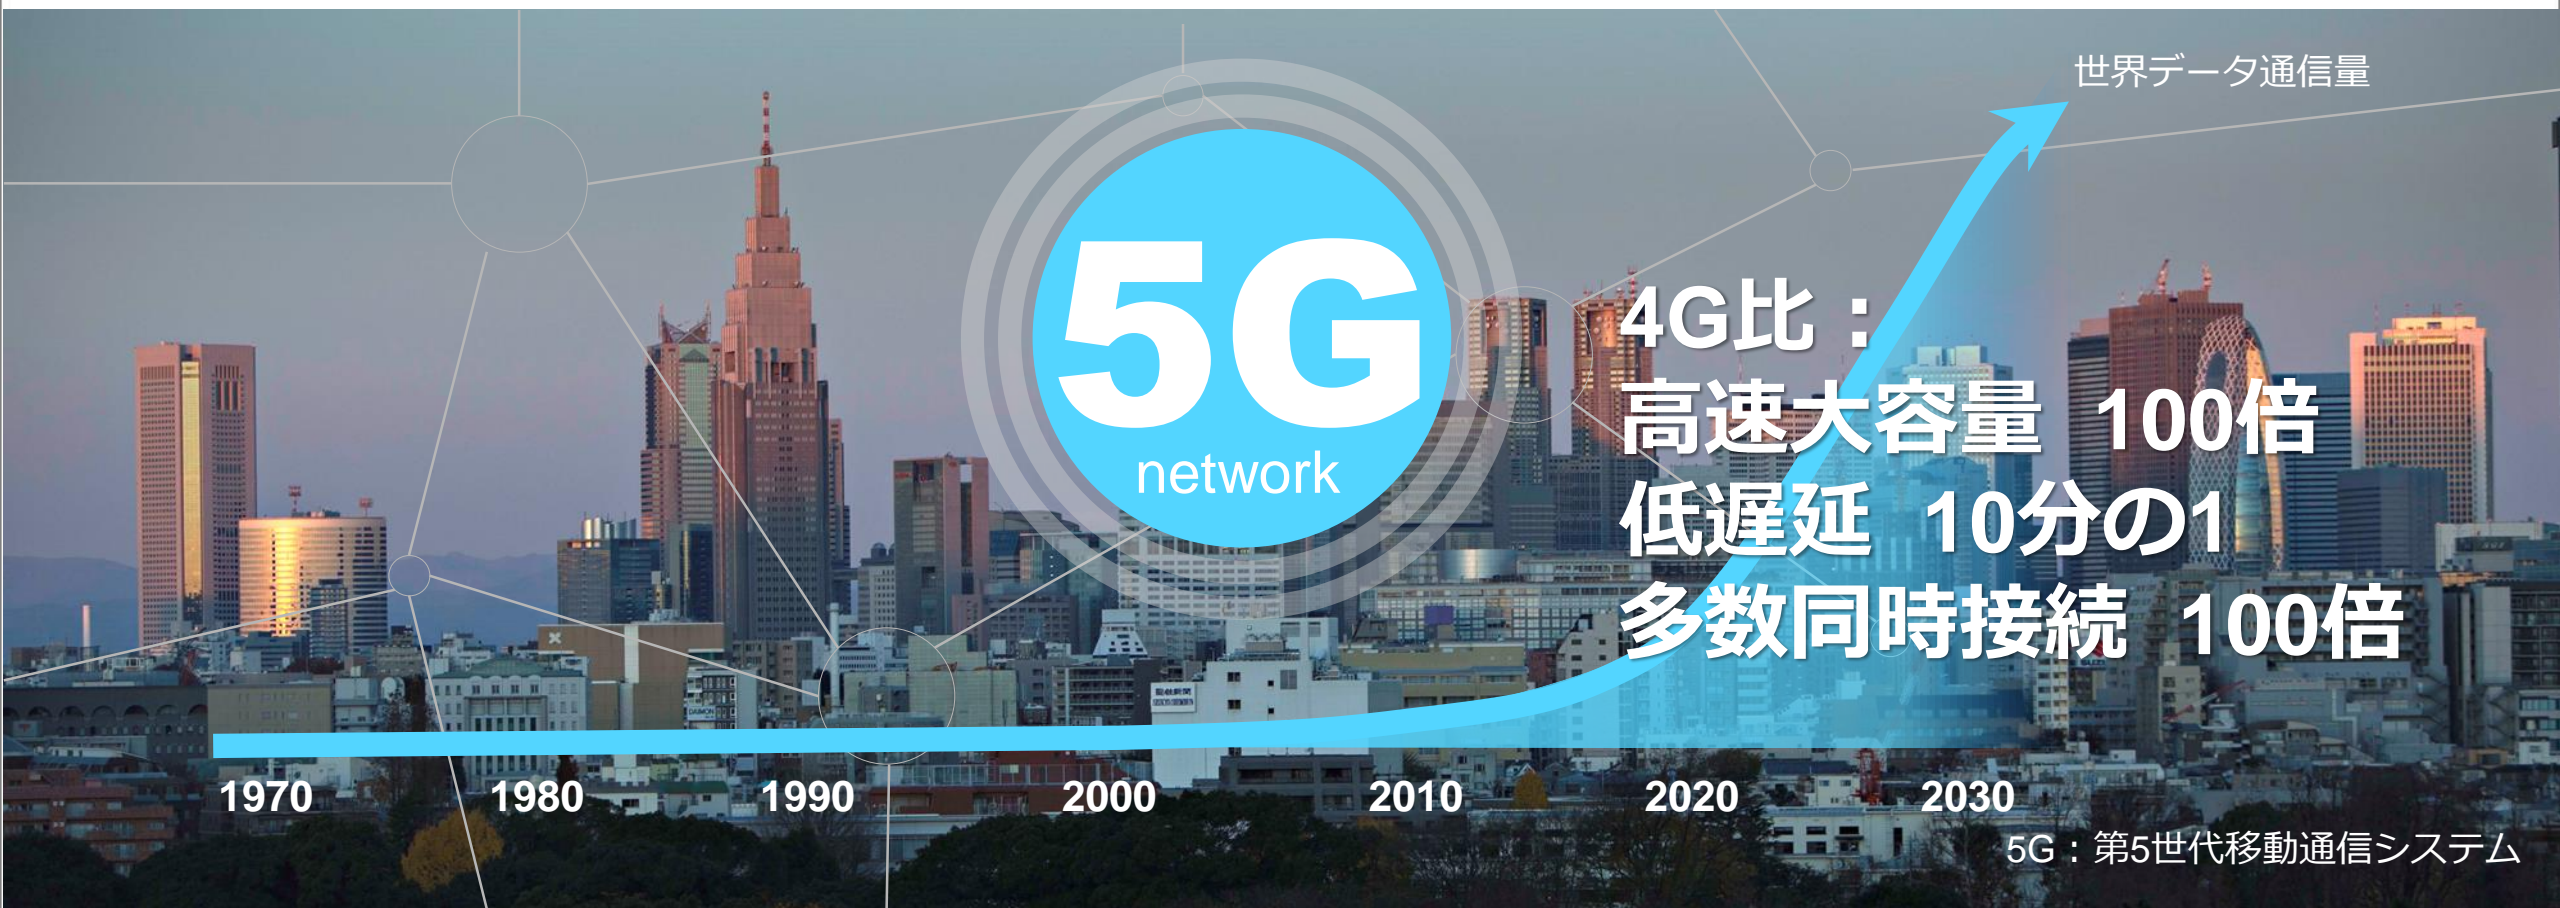 世界データ通信量
5G
network
4G比：
高速大容量 100倍
低遅延 10分の1
多数同時接続 100倍
1970 1980 1990 2000 2010 2020 2030
5G：第5世代移動通信システム